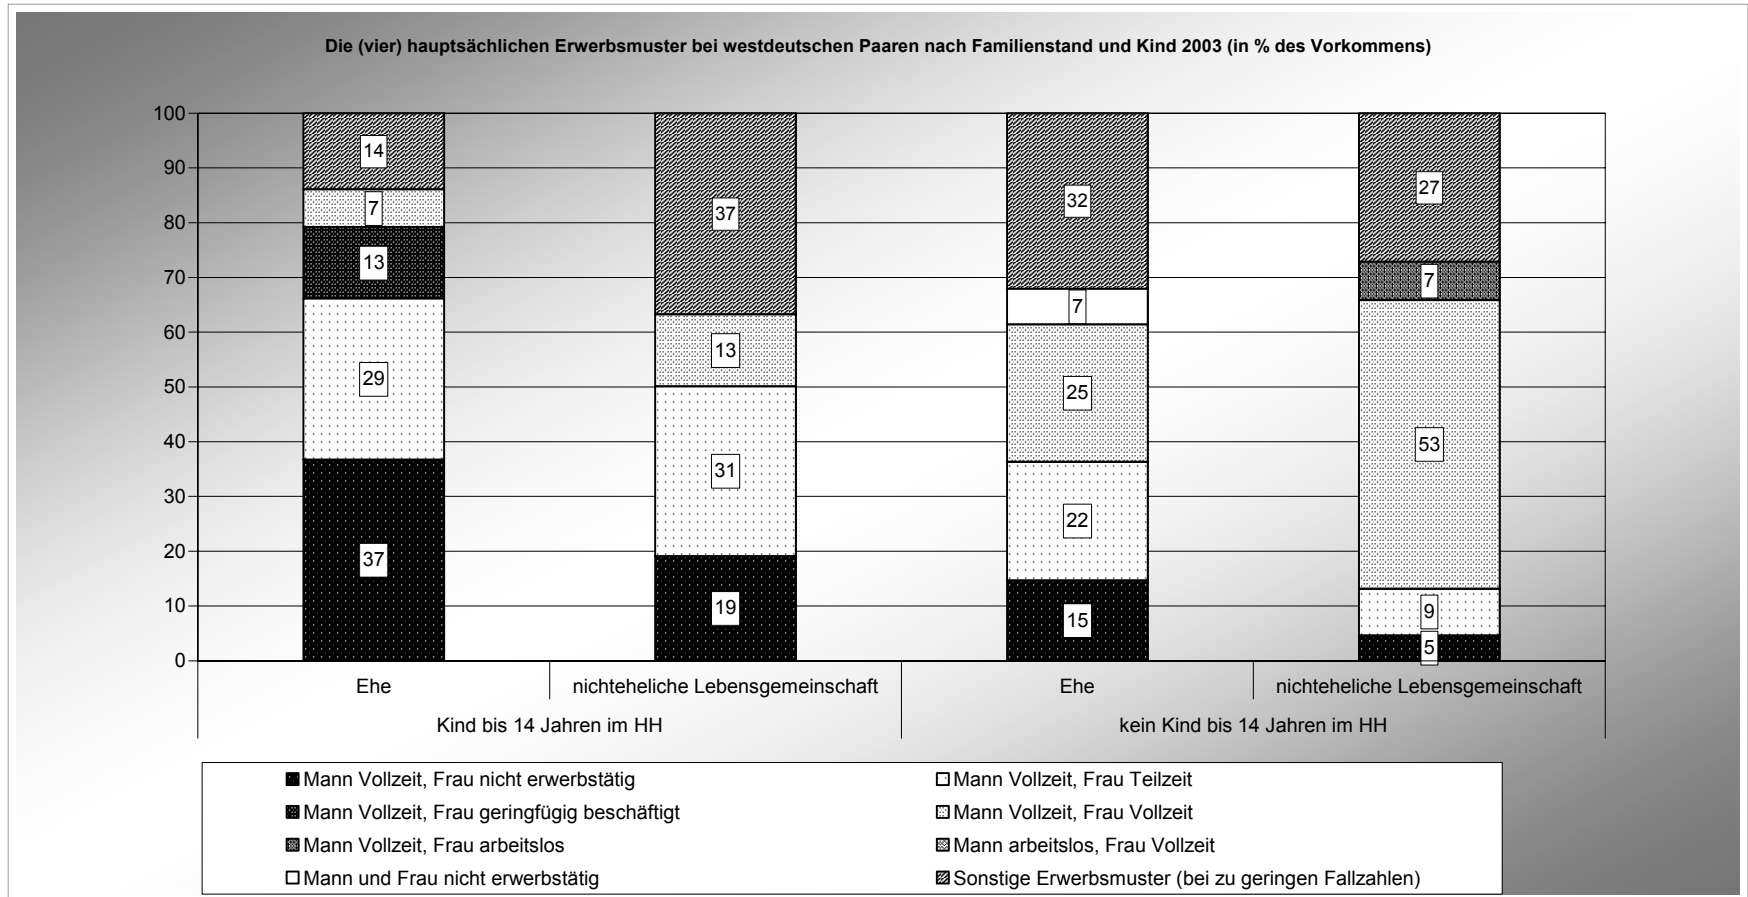 Die (vier) hauptsächlichen Erwerbsmuster bei westdeutschen Paaren nach Familienstand und Kind 2003 (in % des Vorkommens)
100
90
80
70
60
50
40
30
20
10
0
14
7
13
29
37
37
13
31
19
32
7
25
22
15
27
7
53
9
5
Ehe
nichteheliche Lebensgemeinschaft
Ehe
nichteheliche Lebensgemeinschaft
Kind bis 14 Jahren im HH
kein Kind bis 14 Jahren im HH
Mann Vollzeit, Frau nicht erwerbstätig
Mann Vollzeit, Frau Teilzeit
Mann Vollzeit, Frau geringfügig beschäftigt
Mann Vollzeit, Frau Vollzeit
Mann Vollzeit, Frau arbeitslos
Mann arbeitslos, Frau Vollzeit
Mann und Frau nicht erwerbstätig
Sonstige Erwerbsmuster (bei zu geringen Fallzahlen)